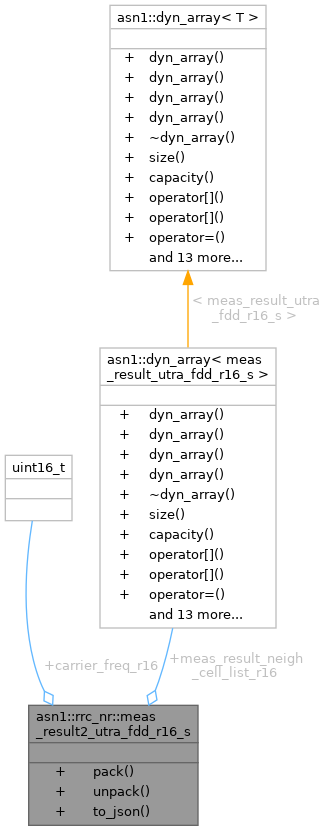 asn1::dyn_array< T >
+ dyn_array()
+ dyn_array()
+ dyn_array()
+ dyn_array()
+ ~dyn_array()
+ size()
+ capacity()
+ operator[]()
+ operator[]()
+ operator=()
and 13 more...
< meas_result_utra
_fdd_r16_s >
asn1::dyn_array< meas
_result_utra_fdd_r16_s >
+ dyn_array()
+ dyn_array()
+ dyn_array()
+ dyn_array()
+ ~dyn_array()
+ size()
+ capacity()
+ operator[]()
+ operator[]()
+ operator=()
and 13 more...
uint16_t
+carrier_freq_r16
+meas_result_neigh
_cell_list_r16
asn1::rrc_nr::meas
_result2_utra_fdd_r16_s
+ pack()
+ unpack()
+ to_json()